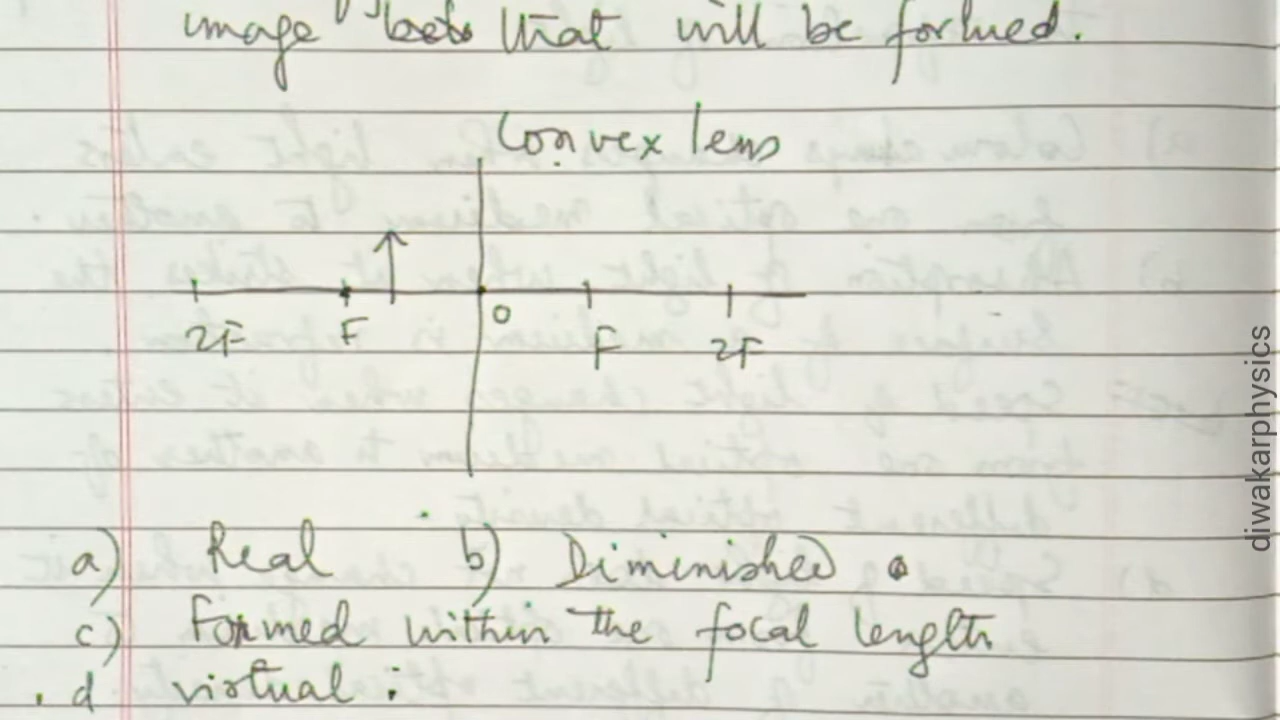 image that will be formed.
Convex lens
2F F O F 2F
a) Real b) Diminished
c) Formed within the focal length
d virtual :
diwakarphysics